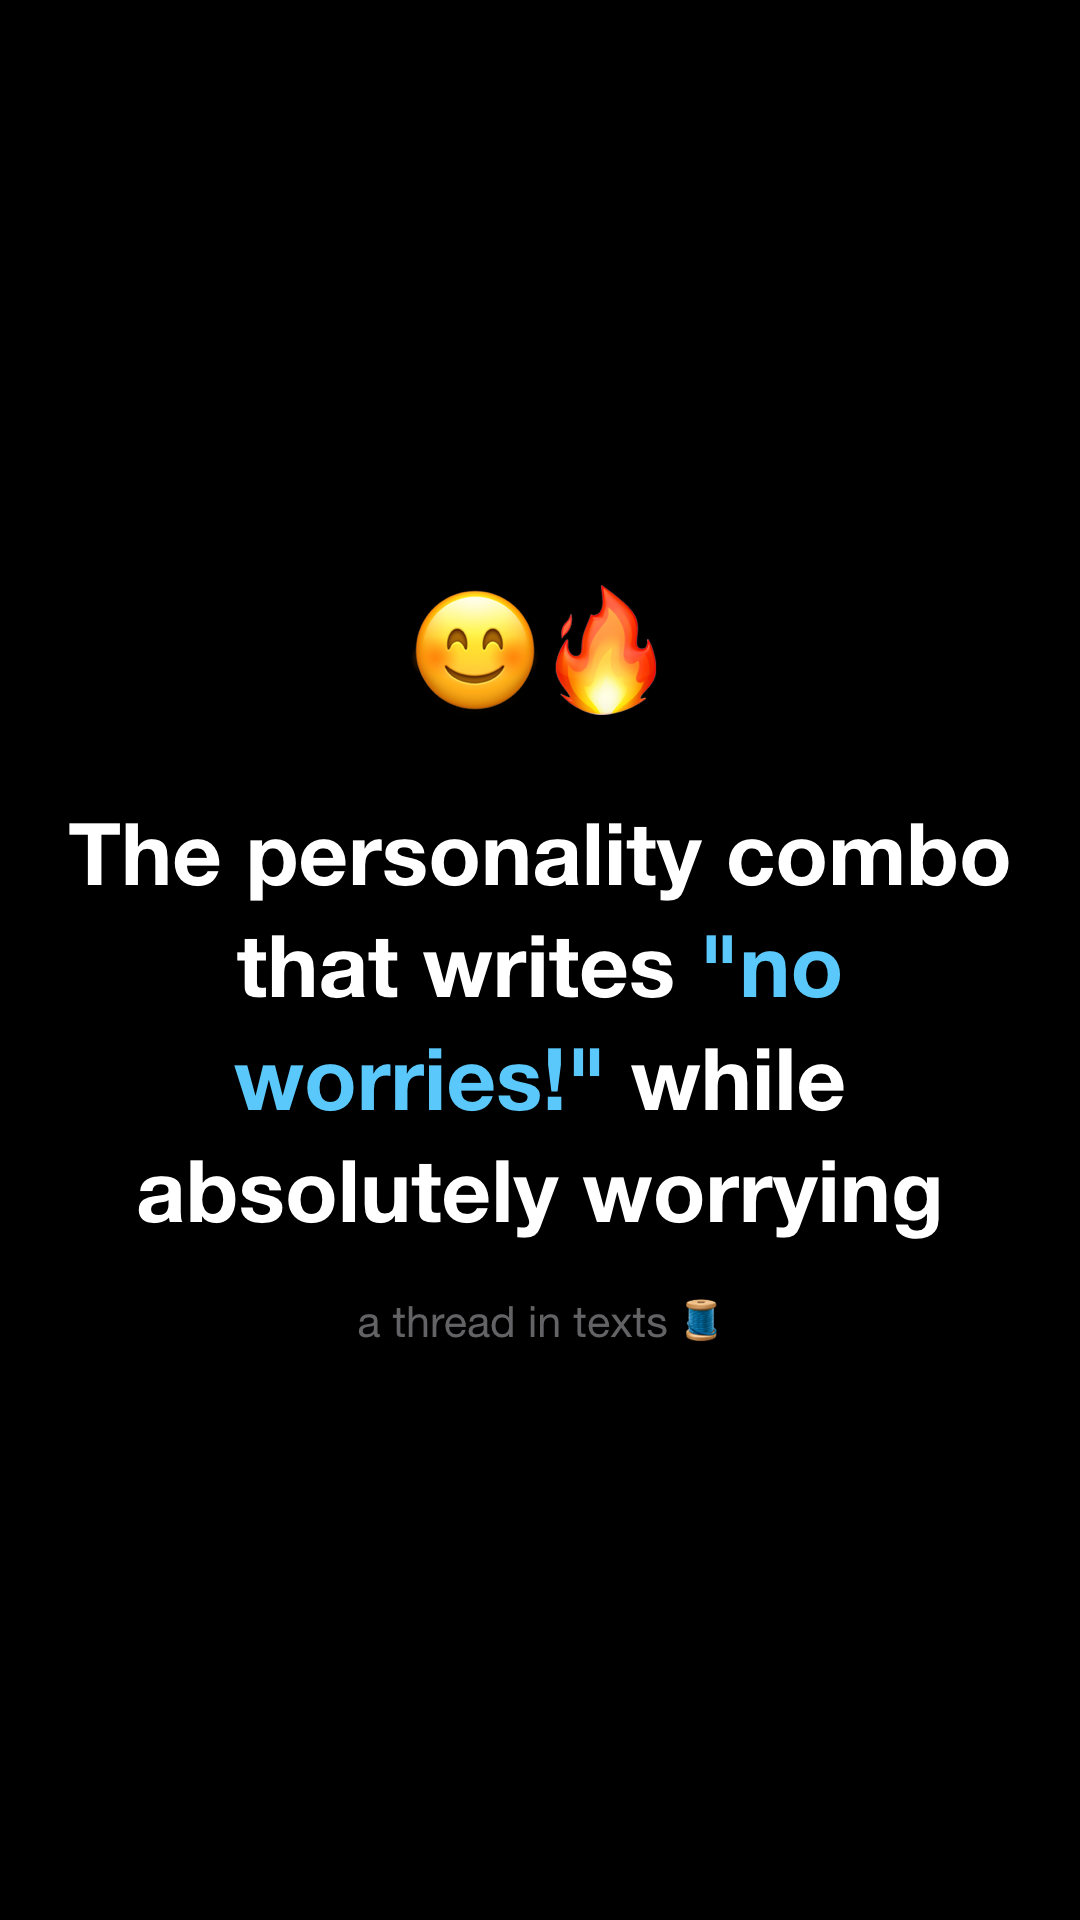 😊🔥
The personality combo
that writes "no
worries!" while
absolutely worrying
a thread in texts 🧵